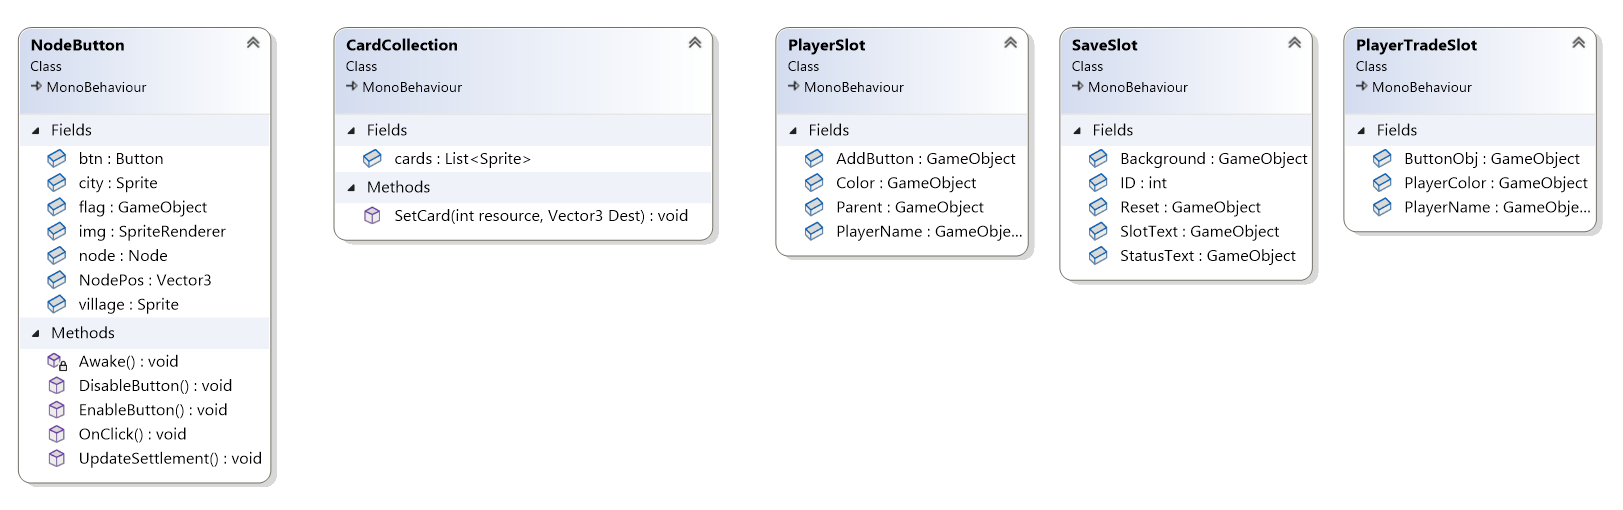 NodeButton
Class
MonoBehaviour
Fields
btn : Button
city : Sprite
flag : GameObject
img : SpriteRenderer
node : Node
NodePos : Vector3
village : Sprite
Methods
Awake() : void
DisableButton() : void
EnableButton() : void
OnClick() : void
UpdateSettlement() : void
CardCollection
Class
MonoBehaviour
Fields
cards : List<Sprite>
Methods
SetCard(int resource, Vector3 Dest) : void
PlayerSlot
Class
MonoBehaviour
Fields
AddButton : GameObject
Color : GameObject
Parent : GameObject
PlayerName : GameObje...
SaveSlot
Class
MonoBehaviour
Fields
Background : GameObject
ID : int
Reset : GameObject
SlotText : GameObject
StatusText : GameObject
PlayerTradeSlot
Class
MonoBehaviour
Fields
ButtonObj : GameObject
PlayerColor : GameObject
PlayerName : GameObje...